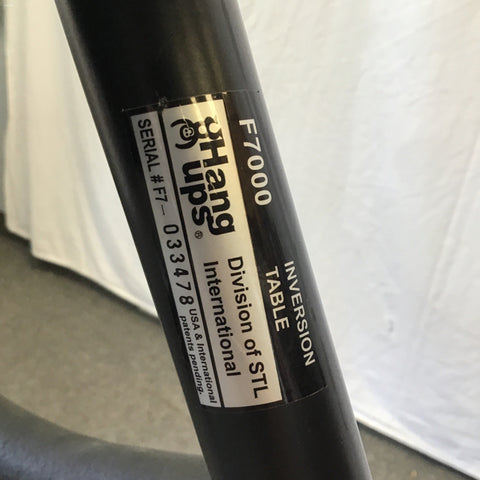 F7000
INVERSION
TABLE
Hang
ups®
Division of STL
International
SERIAL # F7— 033478
USA & International
patents pending.